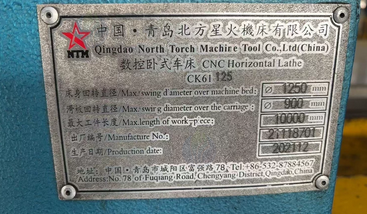 中国·青岛北方星火機床有限公司
NTM Qingdao North Torch Machine Tool Co.,Ltd(China)
数控卧式车床 CNC Horizontal Lathe
CK61125
床身回转直径/Max swing diameter over machine bed: ⌀ 1250 mm
滑板回转直径/Max swing diameter over the carriage: ⌀ 900 mm
最大工件长度/Max.length of work-piece: 10000 mm
出厂编号/Manufacture No.: 21118701
生产日期/Production date: 202112
地址:中国·青岛市城阳区富强路78号 Tel:+86-532-87884567
Address:No.78 of Fuqiang Road, Chengyang District,Qingdao,China